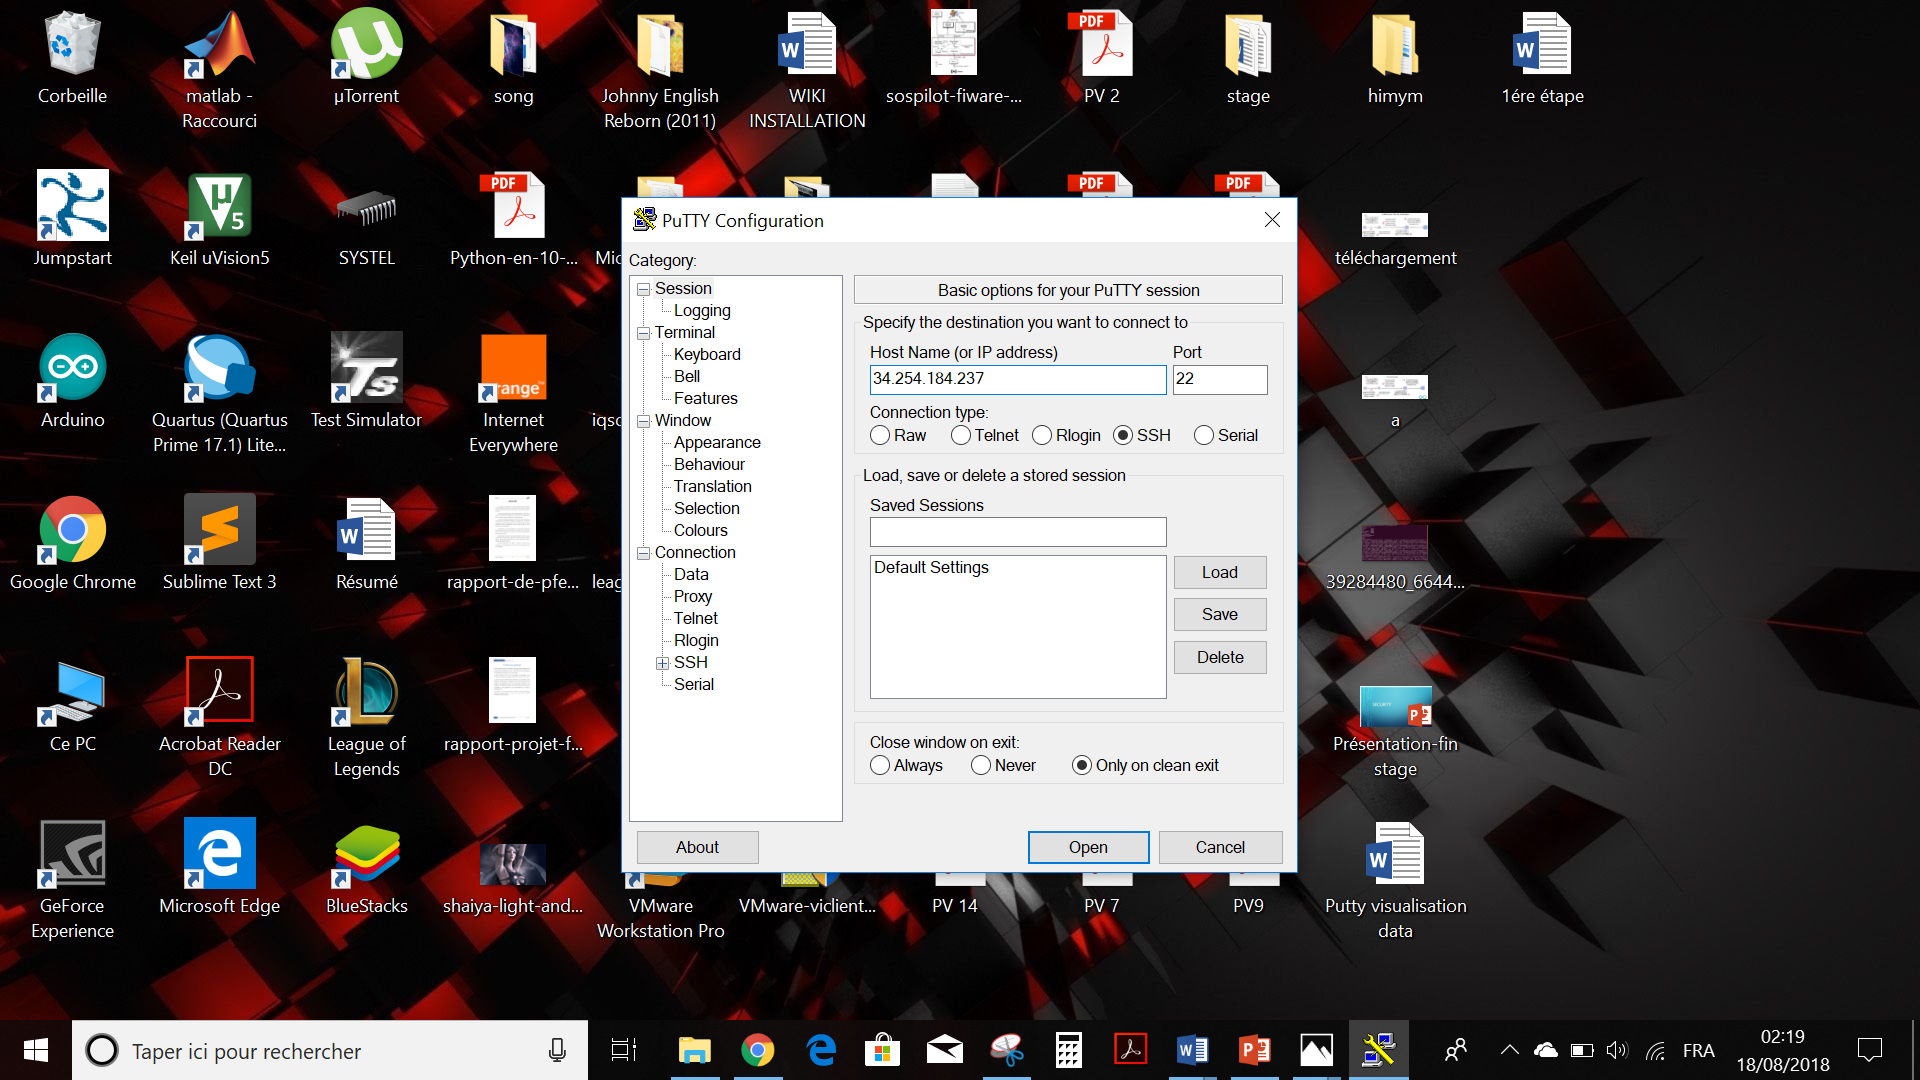 Corbeille
matlab -
Raccourci
µTorrent
song
Johnny English
Reborn (2011)
WIKI
INSTALLATION
sospilot-fiware-...
PDF
PV 2
stage
himym
1ére étape
Jumpstart
µ
5
Keil uVision5
SYSTEL
PDF
Python-en-10-...
Mic
PDF
PDF
téléchargement
Arduino
Quartus (Quartus
Prime 17.1) Lite...
Ts
Test Simulator
range™
Internet
Everywhere
iqsc
a
Google Chrome
Sublime Text 3
Résumé
rapport-de-pfe...
leag
39284480_6644...
Ce PC
Acrobat Reader
DC
League of
Legends
rapport-projet-f...
Présentation-fin
stage
GeForce
Experience
Microsoft Edge
BlueStacks
shaiya-light-and...
VMware
Workstation Pro
VMware-viclient...
PV 14
PV 7
PV9
Putty visualisation
data
PuTTY Configuration
Category:
Session
Logging
Terminal
Keyboard
Bell
Features
Window
Appearance
Behaviour
Translation
Selection
Colours
Connection
Data
Proxy
Telnet
Rlogin
SSH
Serial
Basic options for your PuTTY session
Specify the destination you want to connect to
Host Name (or IP address) Port
34.254.184.237 22
Connection type:
Raw Telnet Rlogin SSH Serial
Load, save or delete a stored session
Saved Sessions
Default Settings
Load
Save
Delete
Close window on exit:
Always Never Only on clean exit
About Open Cancel
Taper ici pour rechercher
FRA
02:19
18/08/2018